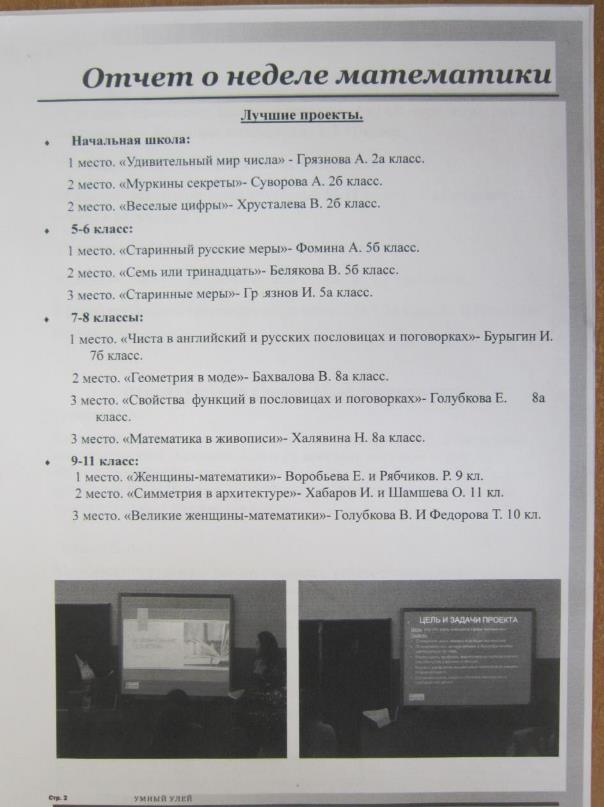 Отчет о неделе математики
Лучшие проекты.
Начальная школа:
1 место. «Удивительный мир числа» - Грязнова А. 2а класс.
2 место. «Муркины секреты»- Суворова А. 2б класс.
2 место. «Веселые цифры»- Хрусталева В. 2б класс.
5-6 класс:
1 место. «Старинный русские меры»- Фомина А. 5б класс.
2 место. «Семь или тринадцать»- Белякова В. 5б класс.
3 место. «Старинные меры»- Грязнов И. 5а класс.
7-8 классы:
1 место. «Чиста в английский и русских пословицах и поговорках»- Бурыгин И.
7б класс.
2 место. «Геометрия в моде»- Бахвалова В. 8а класс.
3 место. «Свойства функций в пословицах и поговорках»- Голубкова Е. 8а
класс.
3 место. «Математика в живописи»- Халявина Н. 8а класс.
9-11 класс:
1 место. «Женщины-математики»- Воробьева Е. и Рябчиков. Р. 9 кл.
2 место. «Симметрия в архитектуре»- Хабаров И. и Шамшева О. 11 кл.
3 место. «Великие женщины-математики»- Голубкова В. И Федорова Т. 10 кл.
ЦЕЛЬ И ЗАДАЧИ ПРОЕКТА
Стр. 2 УМНЫЙ УЛЕЙ